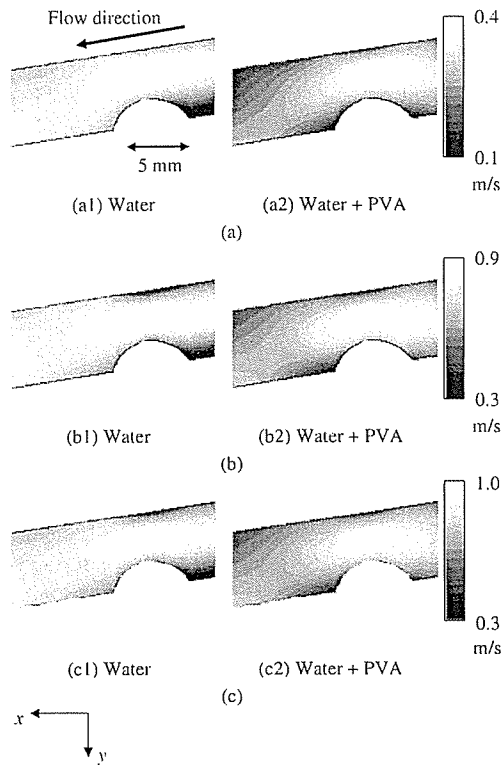 Flow direction
0.4
5 mm
0.1
m/s
(a1) Water
(a2) Water + PVA
(a)
0.9
0.3
m/s
(b1) Water
(b2) Water + PVA
(b)
1.0
0.3
m/s
(c1) Water
(c2) Water + PVA
(c)
x
y